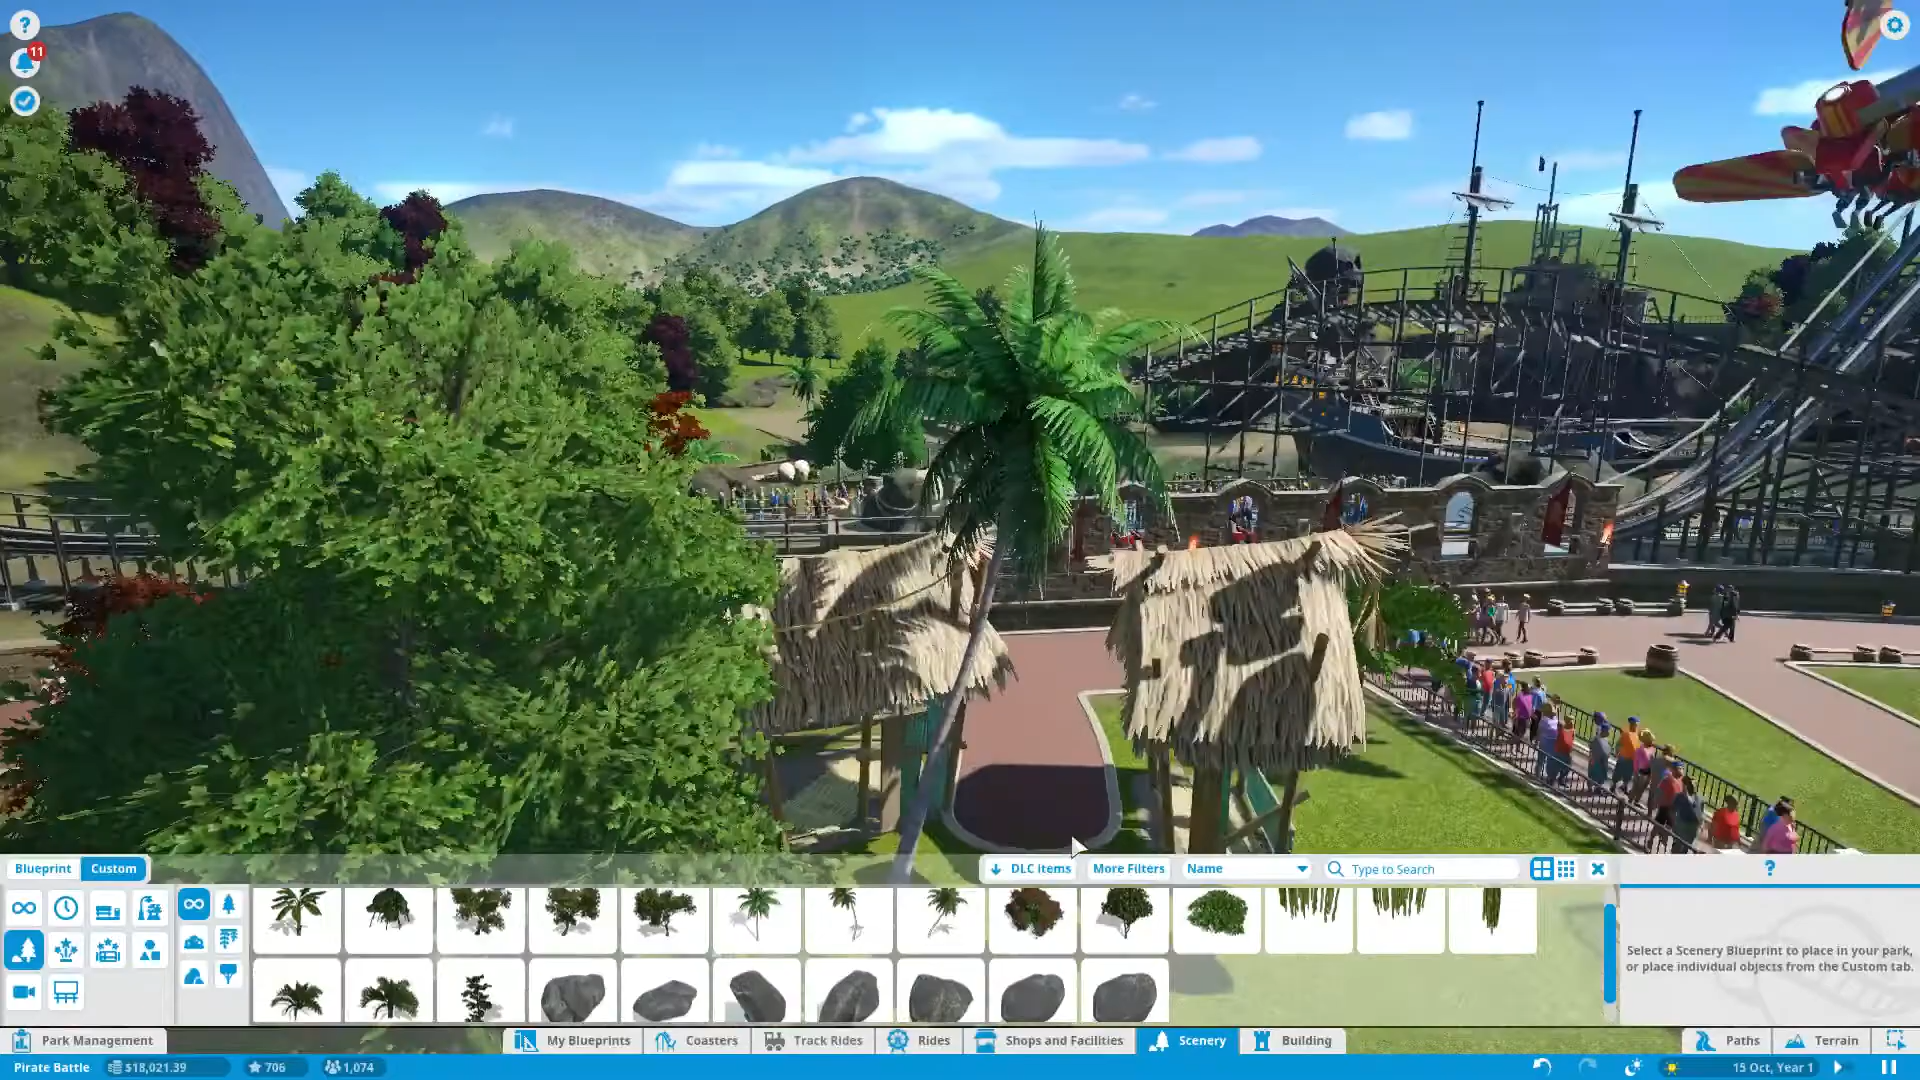 ?
11
Blueprint
Custom
DLC Items
More Filters
Name
Type to Search
?
Select a Scenery Blueprint to place in your park,
or place individual objects from the Custom tab.
Park Management
My Blueprints
Coasters
Track Rides
Rides
Shops and Facilities
Scenery
Building
Paths
Terrain
Pirate Battle
$18,021.39
706
1,074
15 Oct, Year 1